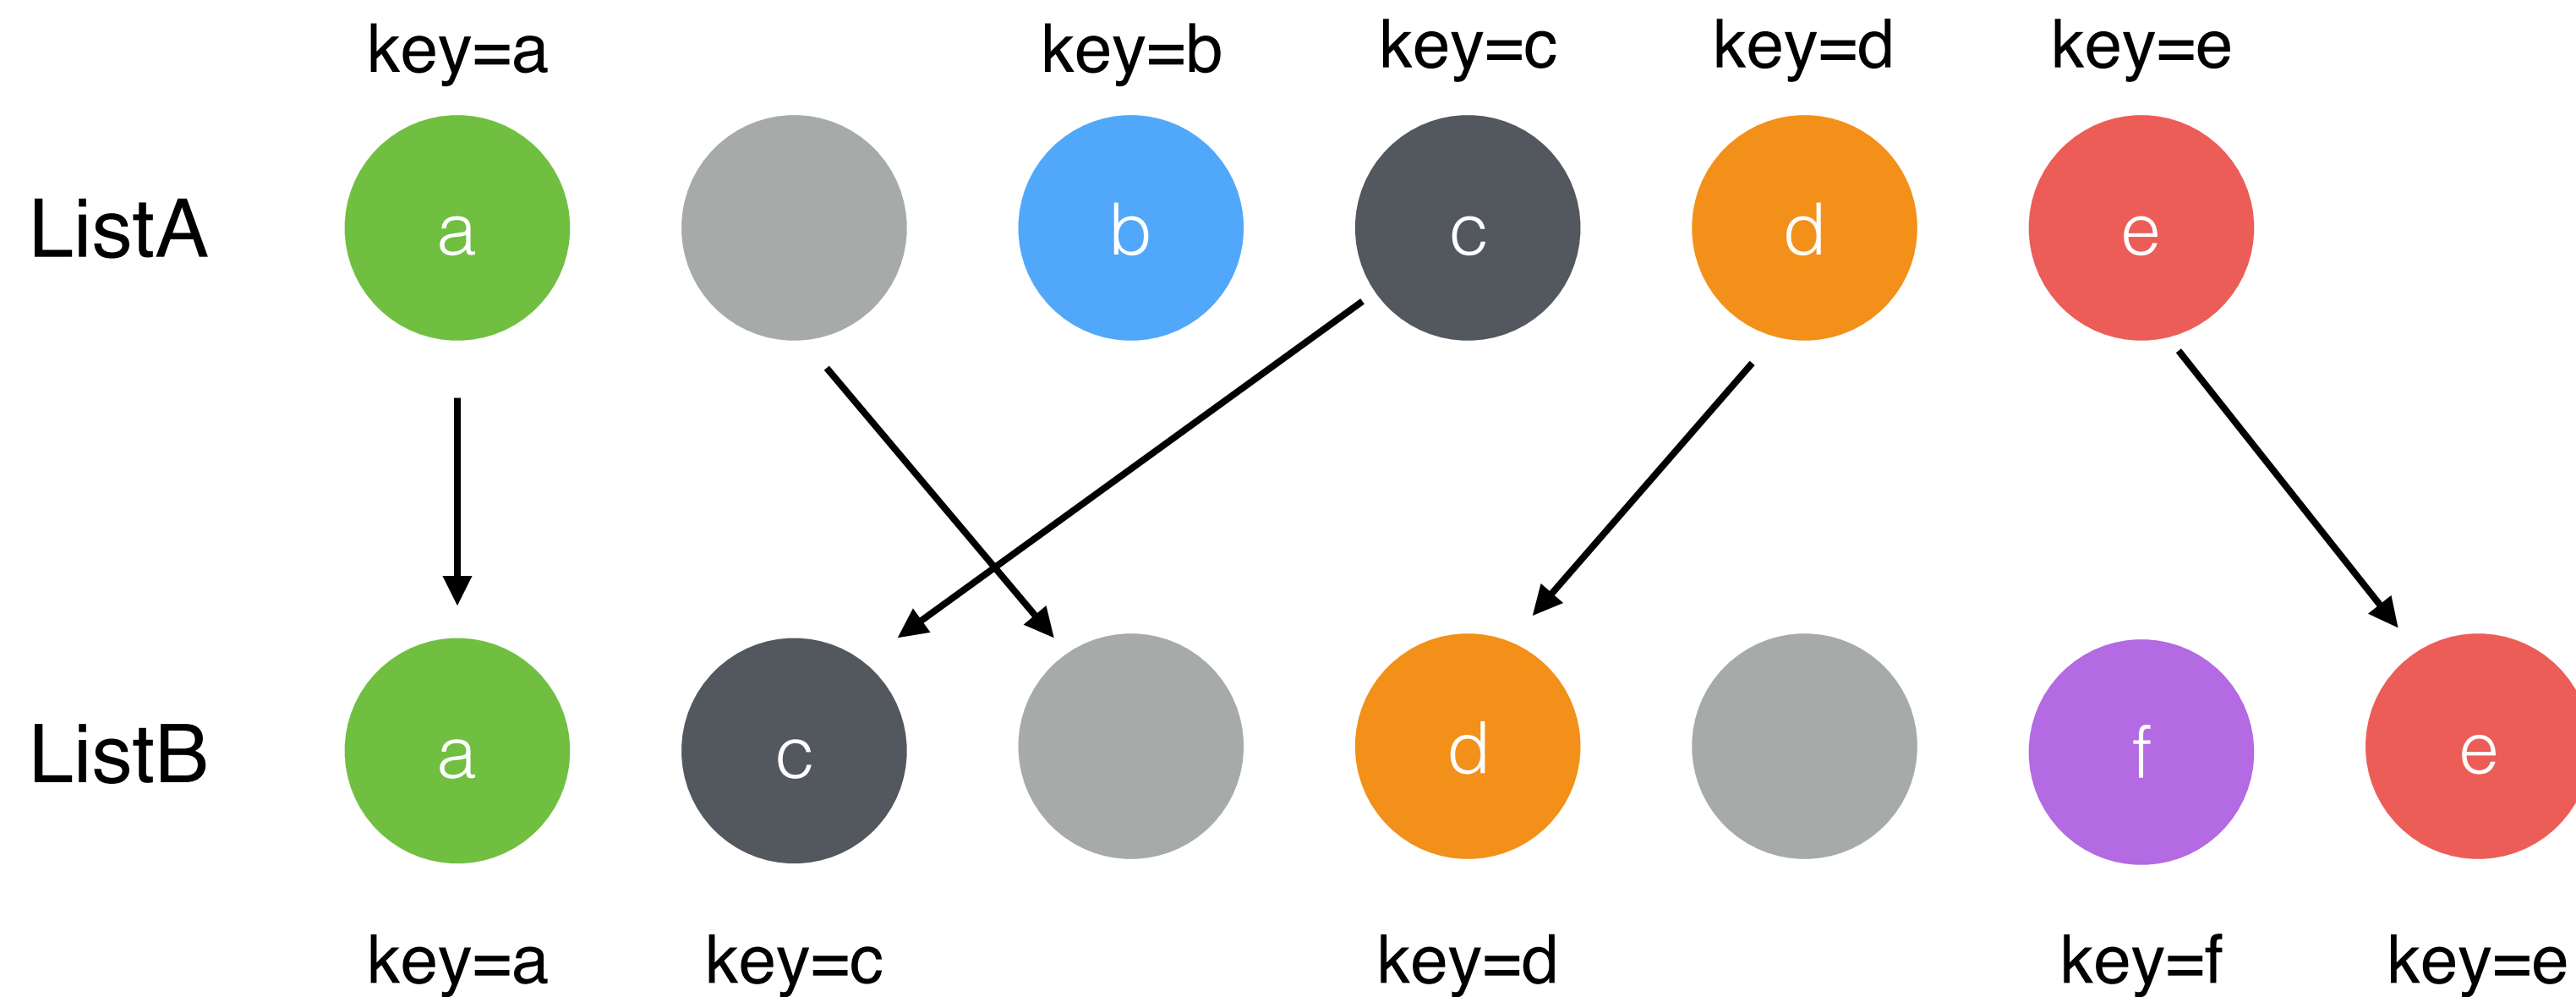 key=a key=b key=c key=d key=e
ListA a b c d e
ListB a c d f e
key=a key=c key=d key=f key=e